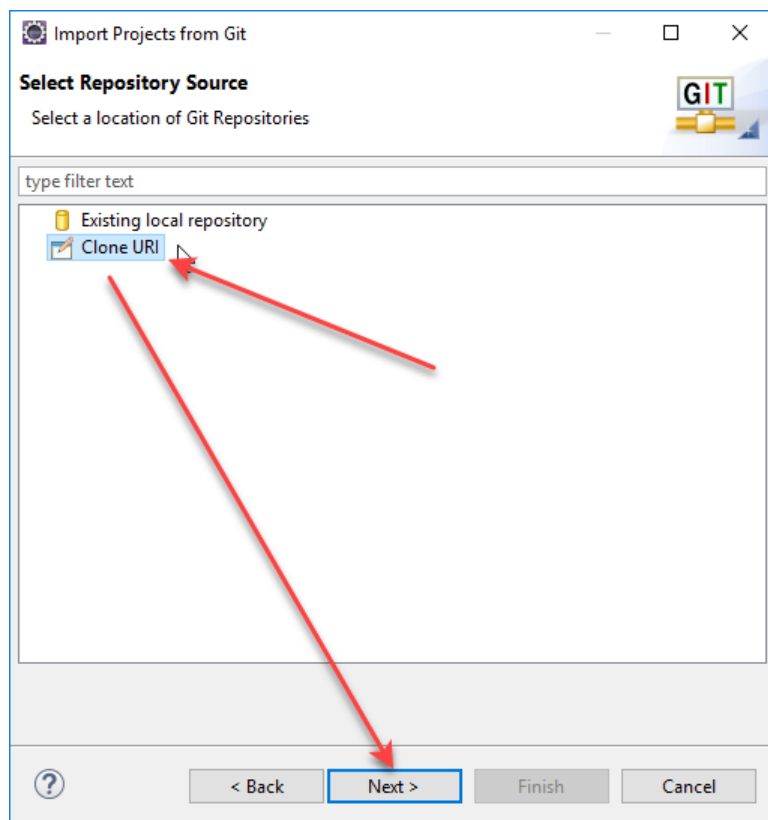 Import Projects from Git
Select Repository Source
Select a location of Git Repositories
GIT
type filter text
Existing local repository
Clone URI
?
< Back
Next >
Finish
Cancel